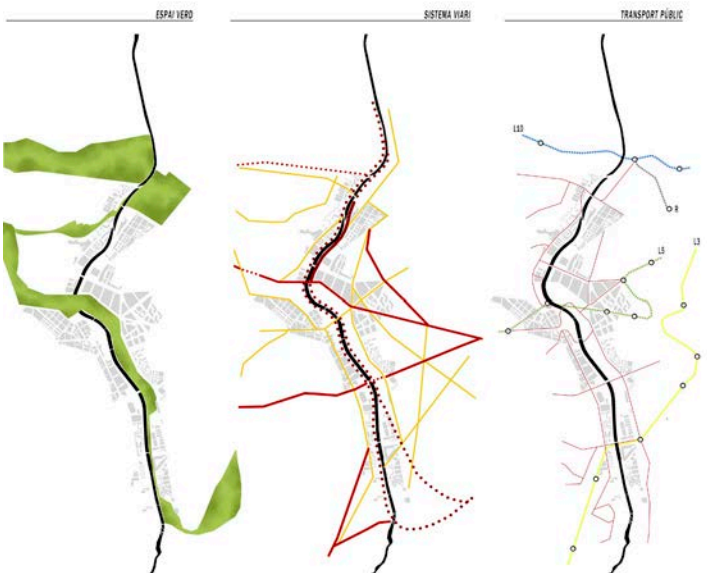 ESPAI VERD
SISTEMA VIARI
TRANSPORT PÚBLIC
L10
R
L5
L3